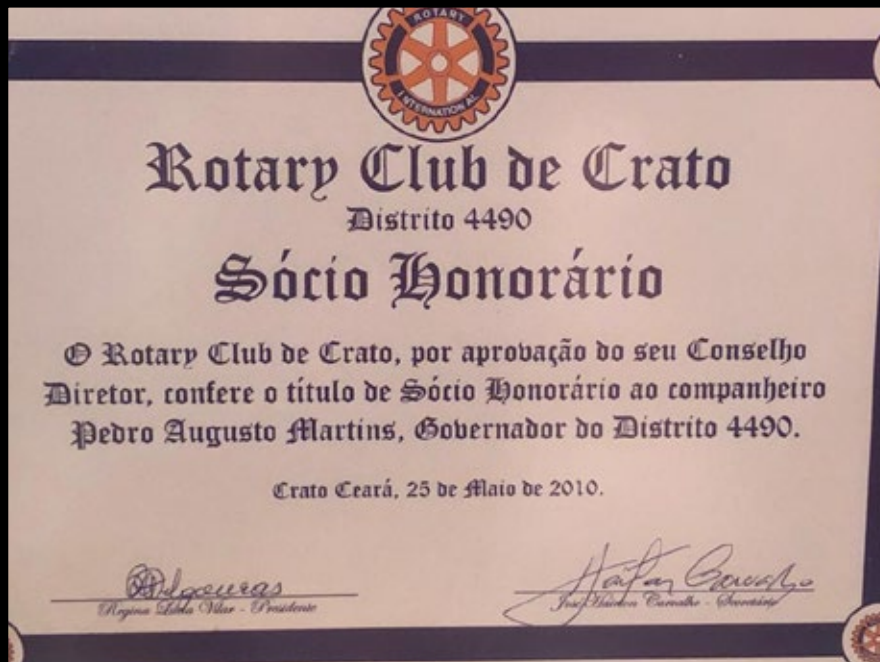 ROTARY
INTERNATIONAL
Rotary Club de Crato
Distrito 4490
Sócio Honorário
O Rotary Club de Crato, por aprovação do seu Conselho
Diretor, confere o título de Sócio Honorário ao companheiro
Pedro Augusto Martins, Governador do Distrito 4490.
Crato Ceará, 25 de Maio de 2010.
Regina Vilar - Presidente
José Carvalho - Secretário